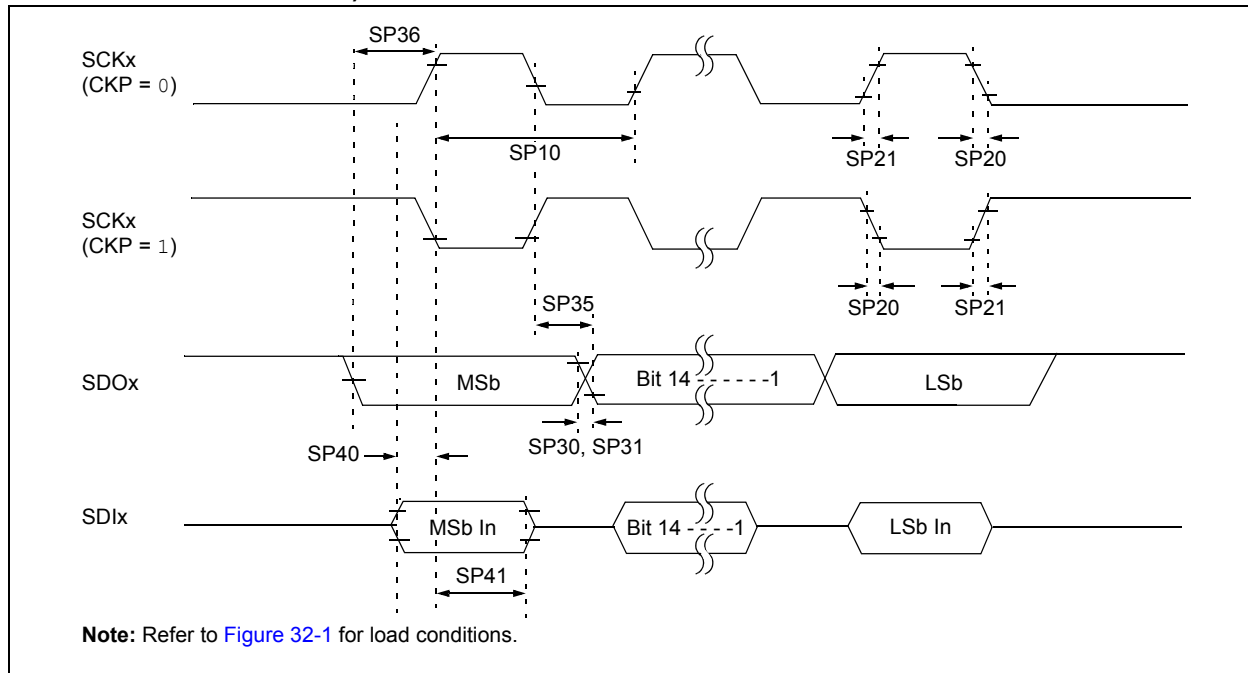 SP36
SCKx
(CKP = 0)
SP10
SP21
SP20
SCKx
(CKP = 1)
SP35
SP20
SP21
SDOx
MSb
Bit 14 - - - - - -1
LSb
SP40
SP30, SP31
SDIx
MSb In
Bit 14 - - - -1
LSb In
SP41
Note: Refer to Figure 32-1 for load conditions.